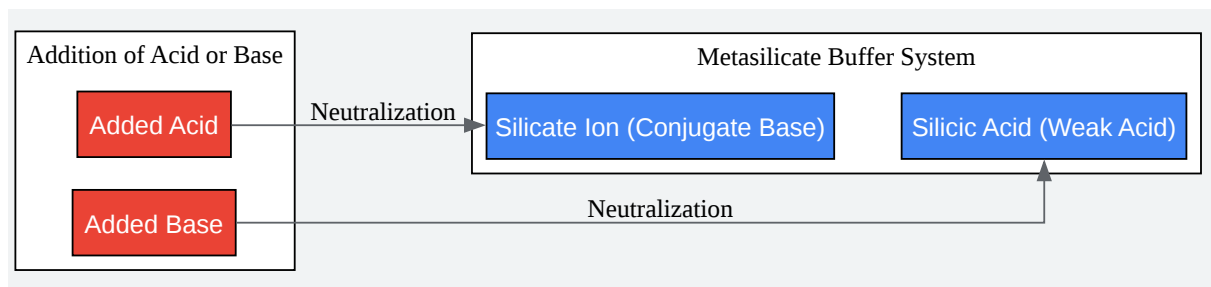 Addition of Acid or Base
Metasilicate Buffer System
Added Acid
Neutralization
Silicate Ion (Conjugate Base)
Silicic Acid (Weak Acid)
Added Base
Neutralization